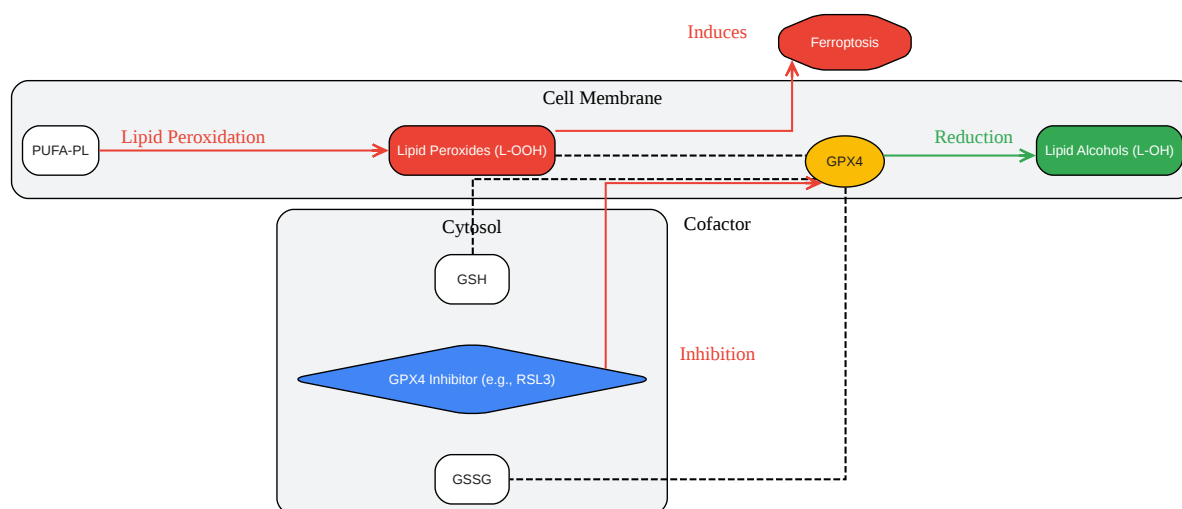 Induces
Ferroptosis
Cell Membrane
PUFA-PL
Lipid Peroxidation
Lipid Peroxides (L-OOH)
GPX4
Reduction
Lipid Alcohols (L-OH)
Cytosol
Cofactor
GSH
Inhibition
GPX4 Inhibitor (e.g., RSL3)
GSSG